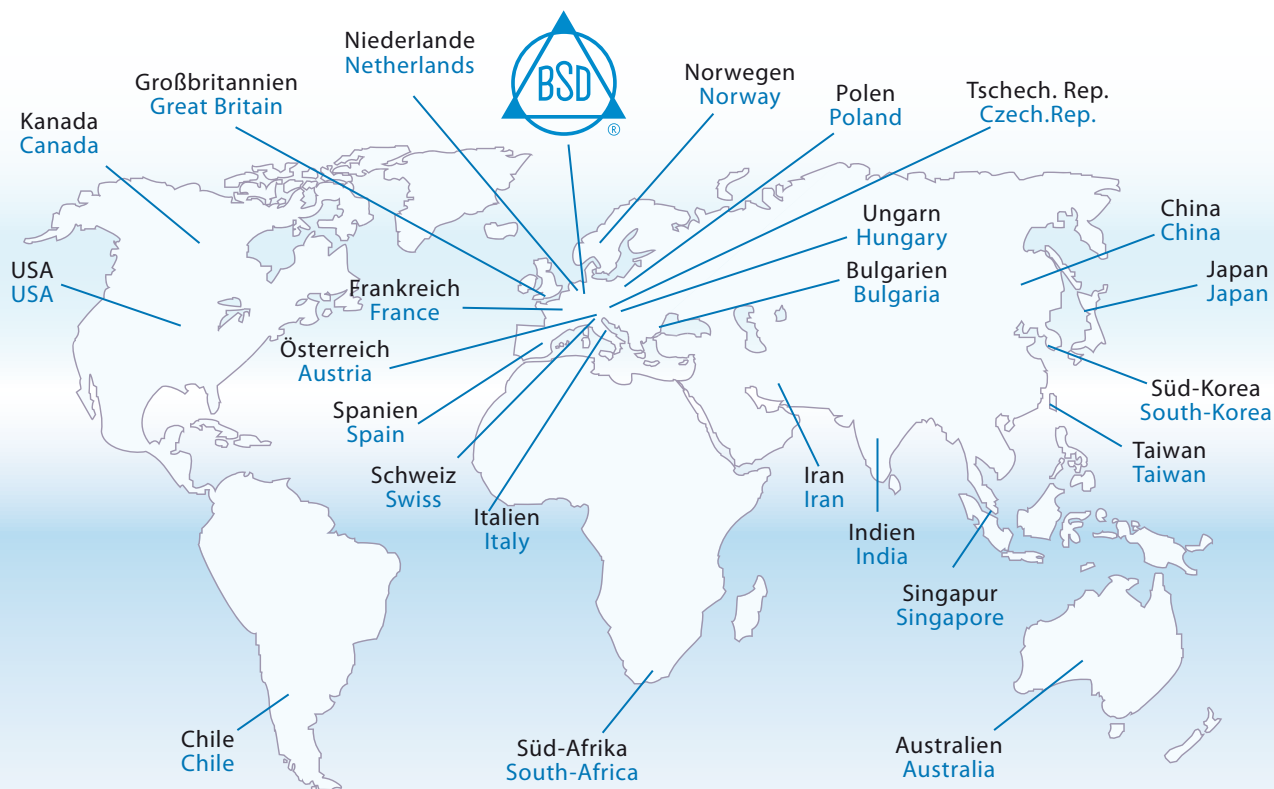 Niederlande
Netherlands
BSD
®
Großbritannien
Great Britain
Norwegen
Norway
Polen
Poland
Tschech. Rep.
Czech.Rep.
Kanada
Canada
Ungarn
Hungary
China
China
USA
USA
Frankreich
France
Bulgarien
Bulgaria
Japan
Japan
Österreich
Austria
Spanien
Spain
Süd-Korea
South-Korea
Schweiz
Swiss
Iran
Iran
Taiwan
Taiwan
Italien
Italy
Indien
India
Singapur
Singapore
Chile
Chile
Süd-Afrika
South-Africa
Australien
Australia